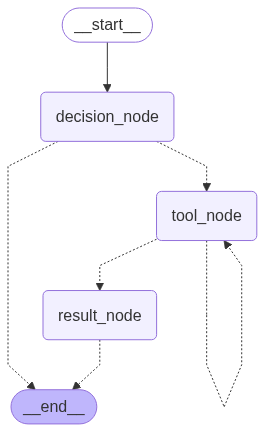 __start__
decision_node
tool_node
result_node
__end__